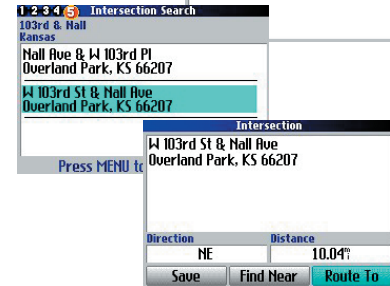 1 2 3 4 5 Intersection Search
103rd & Nall
Kansas
Nall Ave & W 103rd Pl
Overland Park, KS 66207
W 103rd St & Nall Ave
Overland Park, KS 66207
Press MENU to
Intersection
W 103rd St & Nall Ave
Overland Park, KS 66207
Direction Distance
NE 10.04
Save Find Near Route To